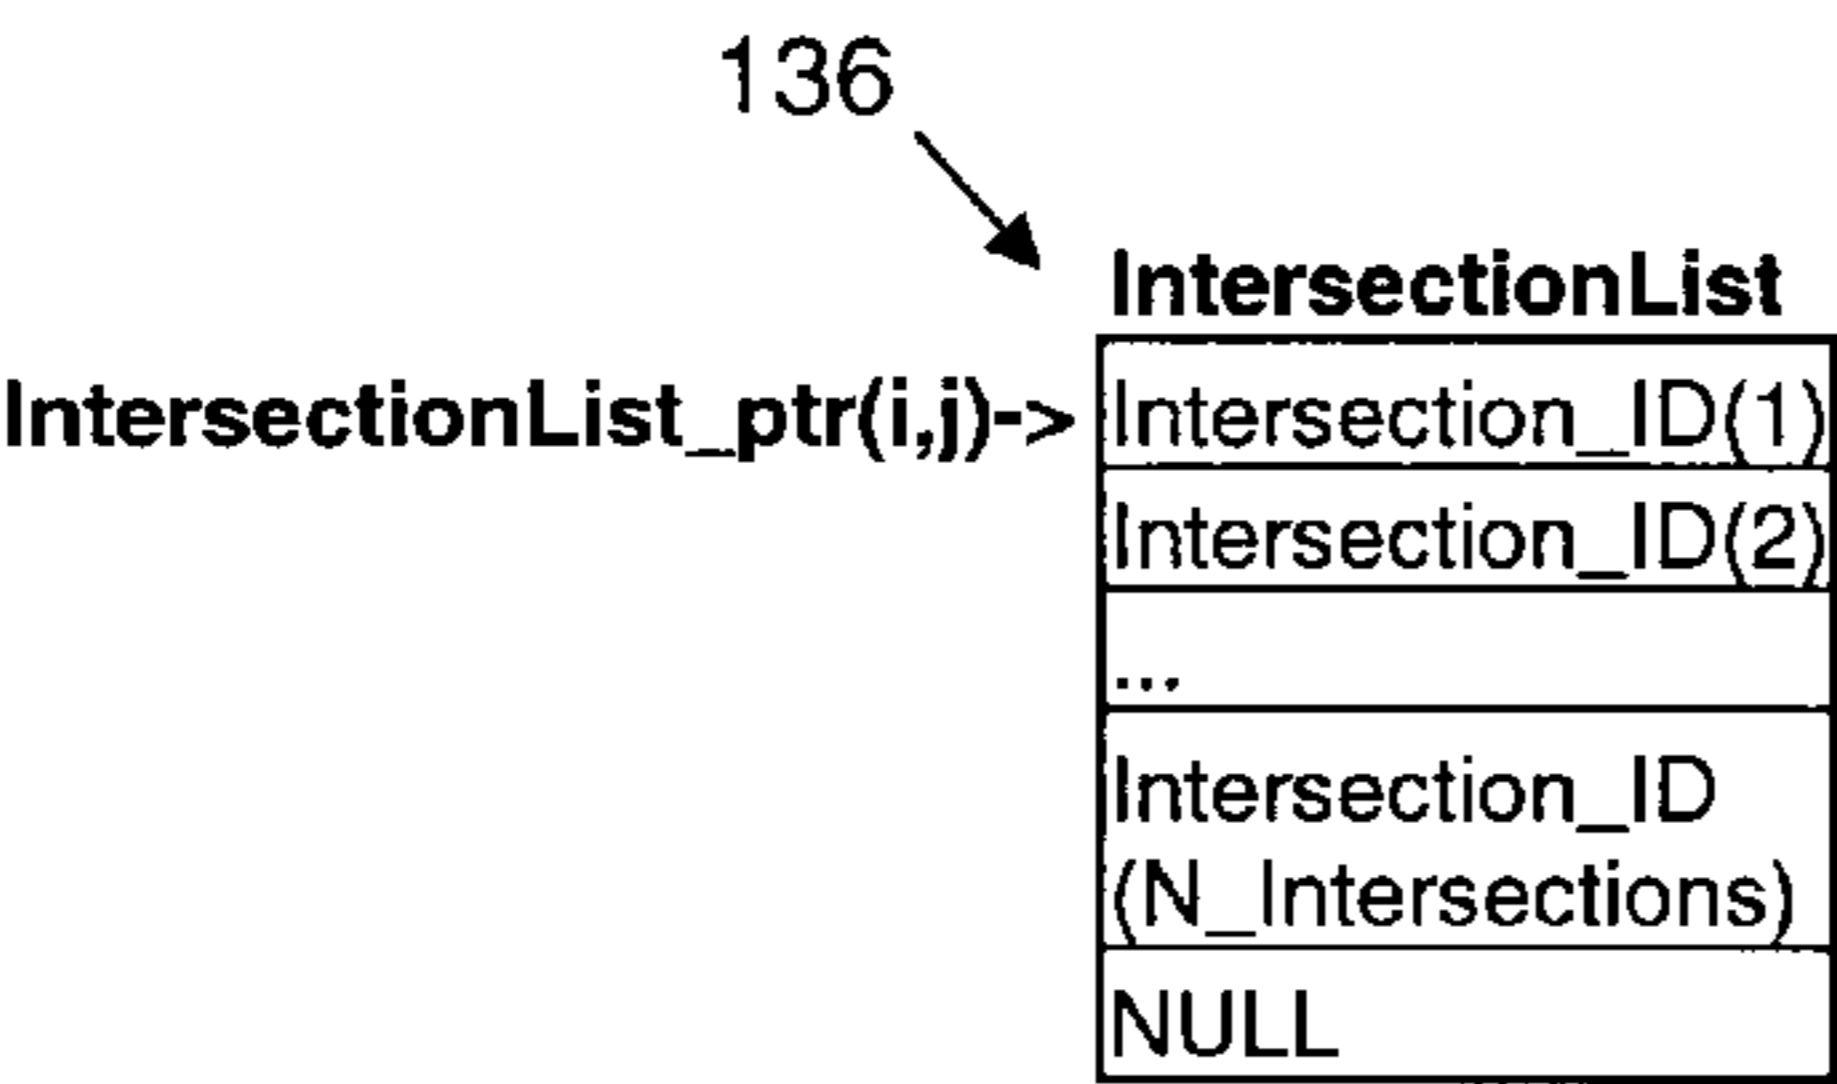 136
IntersectionList
IntersectionList_ptr(i,j)->
Intersection_ID(1)
Intersection_ID(2)
...
Intersection_ID
(N_Intersections)
NULL